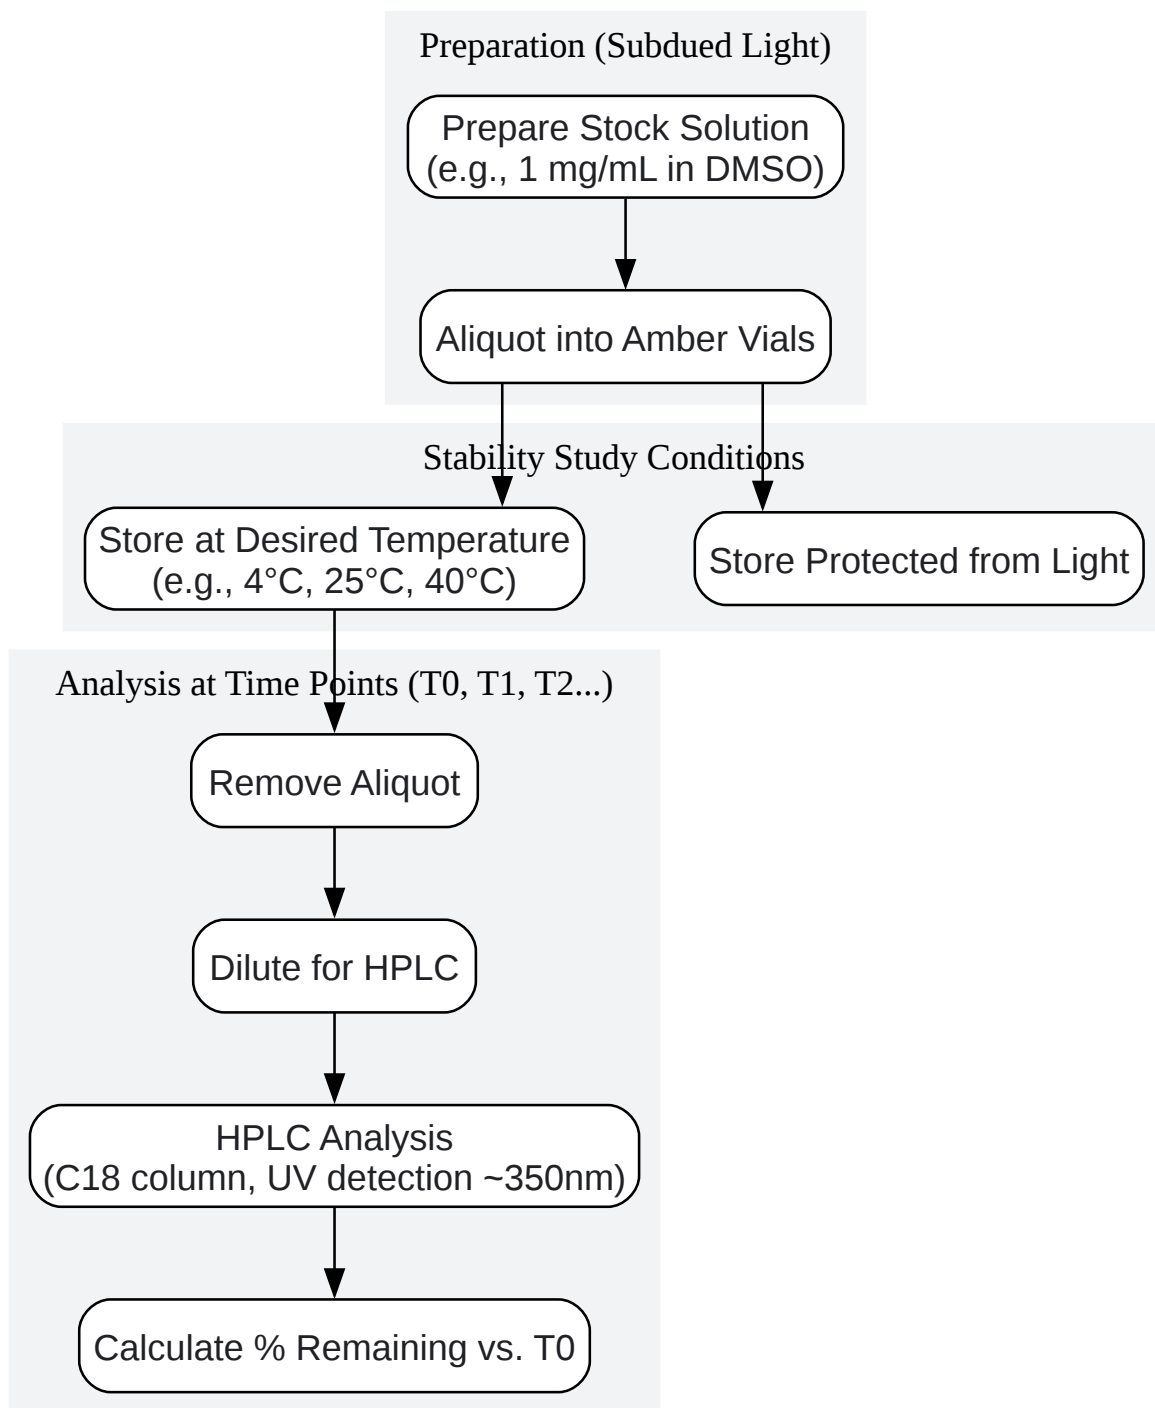 Preparation (Subdued Light)
Prepare Stock Solution
(e.g., 1 mg/mL in DMSO)
Aliquot into Amber Vials
Stability Study Conditions
Store at Desired Temperature
(e.g., 4°C, 25°C, 40°C)
Store Protected from Light
Analysis at Time Points (T0, T1, T2...)
Remove Aliquot
Dilute for HPLC
HPLC Analysis
(C18 column, UV detection ~350nm)
Calculate % Remaining vs. T0